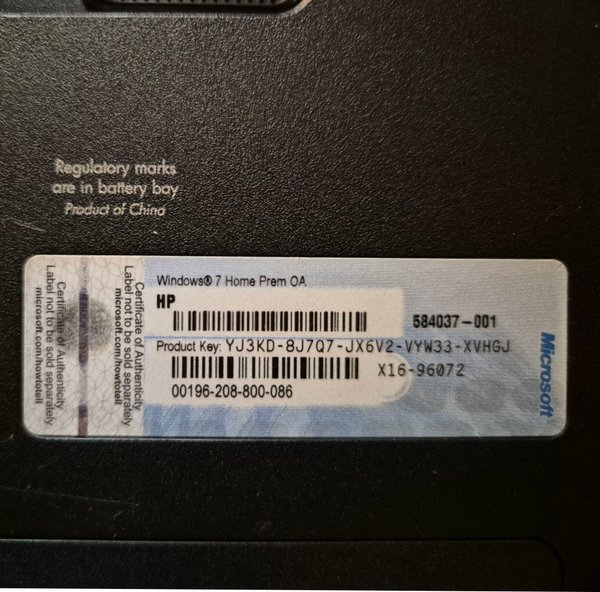 Regulatory marks
are in battery bay
Product of China
Certificate of Authenticity
Label not to be sold separately
microsoft.com/howtotell
Certificate of Authenticity
Label not to be sold separately
microsoft.com/howtotell
Windows® 7 Home Prem OA
HP
584037-001
Product Key: YJ3KD-8J7Q7-JX6V2-VYW33-XVHGJ
X16-96072
00196-208-800-086
Microsoft®